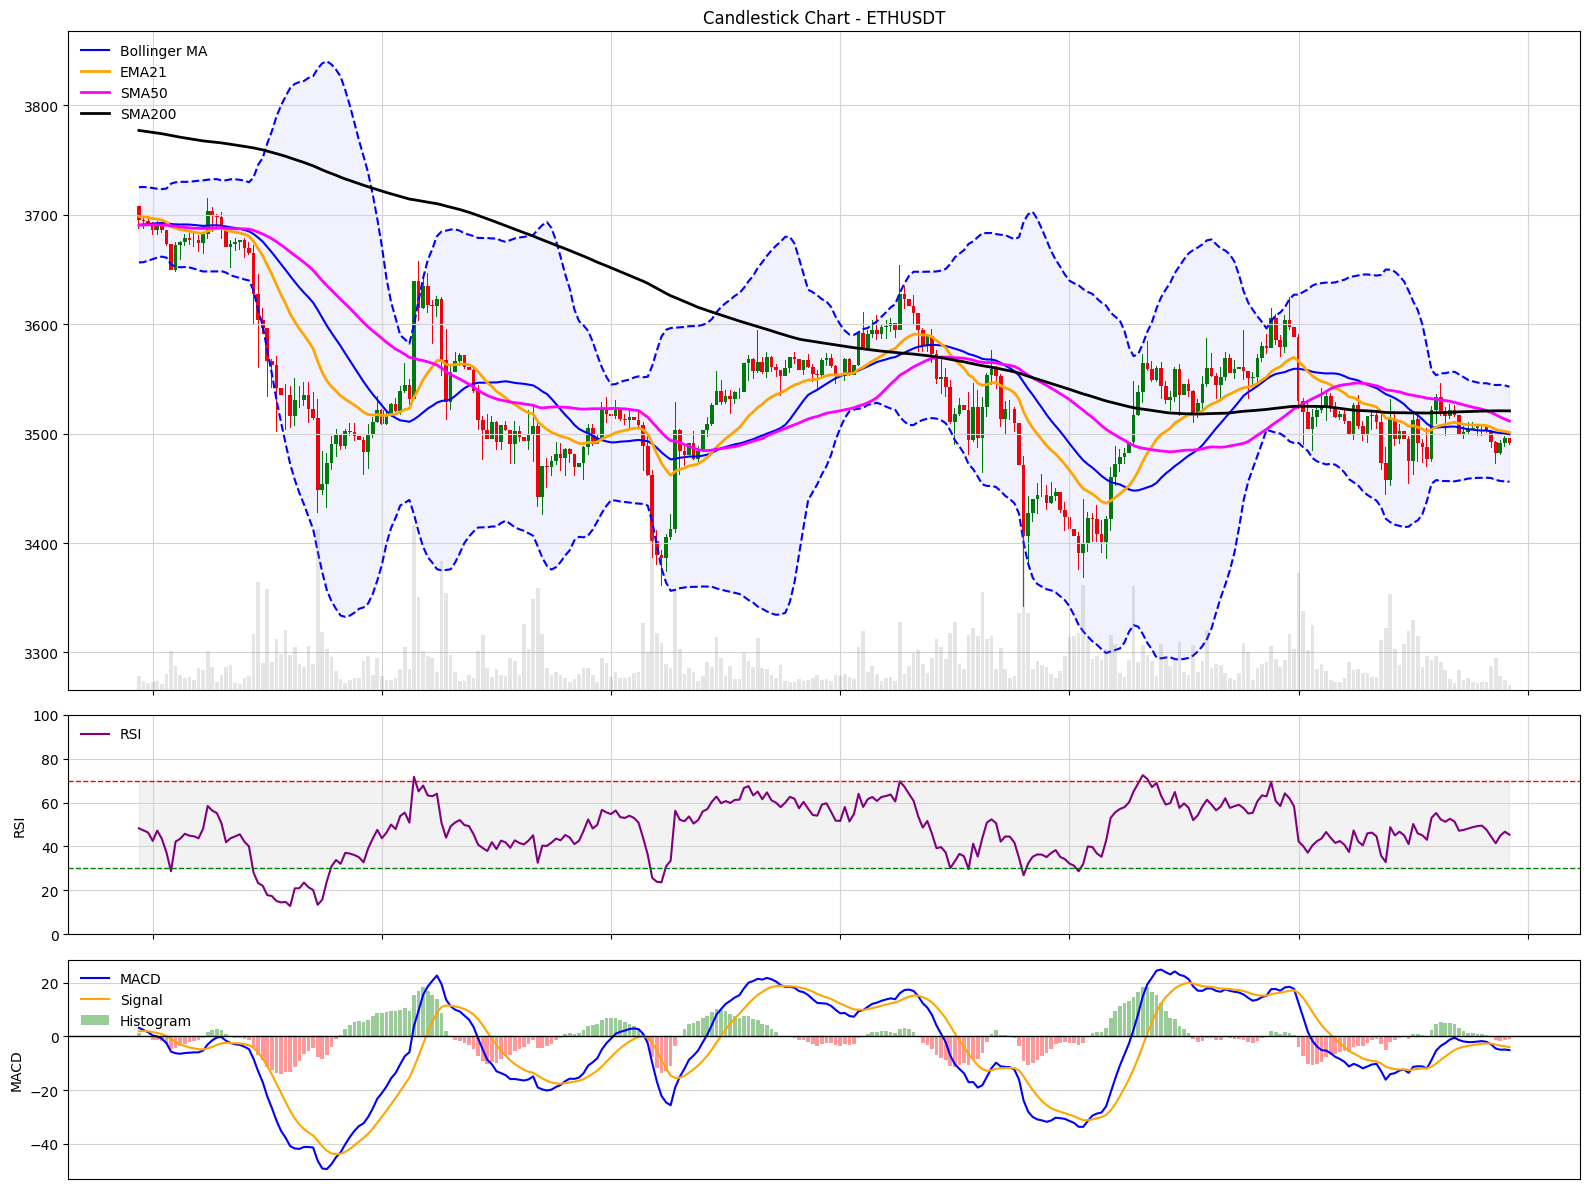 Candlestick Chart - ETHUSDT
Bollinger MA
EMA21
SMA50
SMA200
3800
3700
3600
3500
3400
3300
RSI
100
80
60
40
20
0
RSI
MACD
Signal
Histogram
20
0
−20
−40
MACD